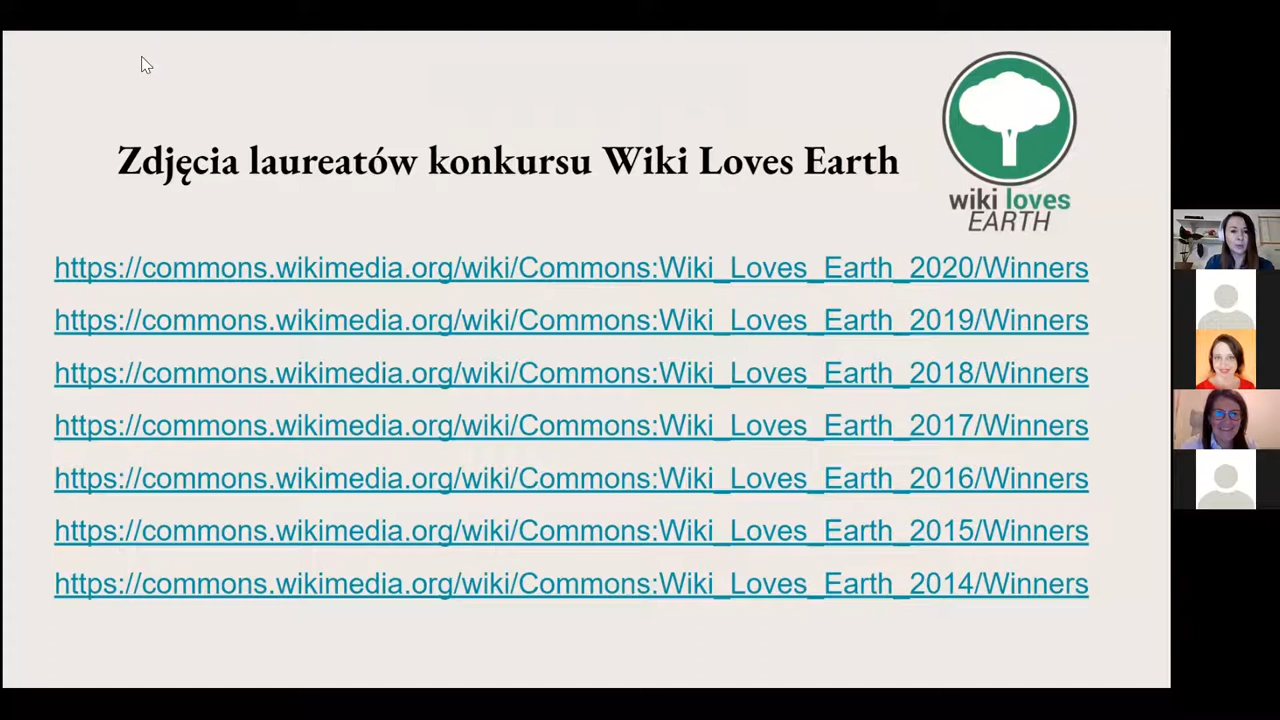 Zdjęcia laureatów konkursu Wiki Loves Earth
wiki loves
EARTH
https://commons.wikimedia.org/wiki/Commons:Wiki_Loves_Earth_2020/Winners
https://commons.wikimedia.org/wiki/Commons:Wiki_Loves_Earth_2019/Winners
https://commons.wikimedia.org/wiki/Commons:Wiki_Loves_Earth_2018/Winners
https://commons.wikimedia.org/wiki/Commons:Wiki_Loves_Earth_2017/Winners
https://commons.wikimedia.org/wiki/Commons:Wiki_Loves_Earth_2016/Winners
https://commons.wikimedia.org/wiki/Commons:Wiki_Loves_Earth_2015/Winners
https://commons.wikimedia.org/wiki/Commons:Wiki_Loves_Earth_2014/Winners